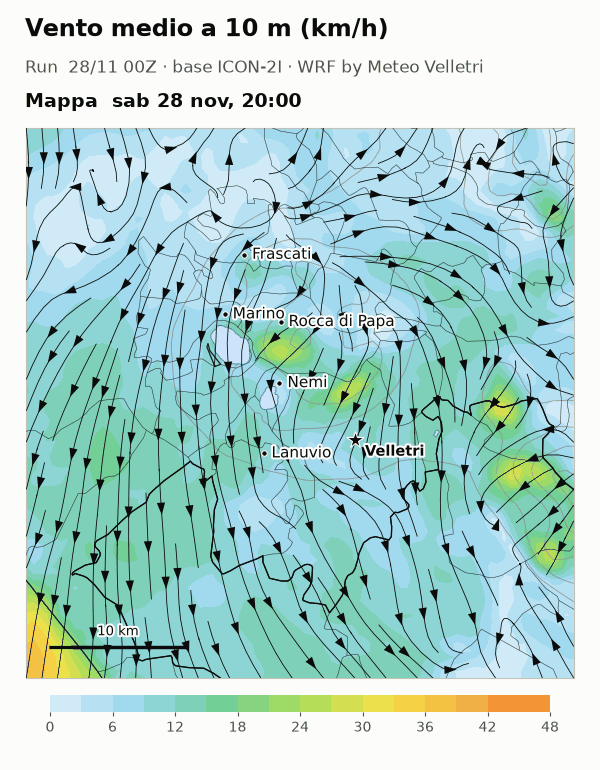 Vento medio a 10 m (km/h)
Run  28/11 00Z · base ICON-2I · WRF by Meteo Velletri
Mappa  sab 28 nov, 20:00
Frascati
Marino
Rocca di Papa
Nemi
Velletri
Lanuvio
10 km
0 6 12 18 24 30 36 42 48